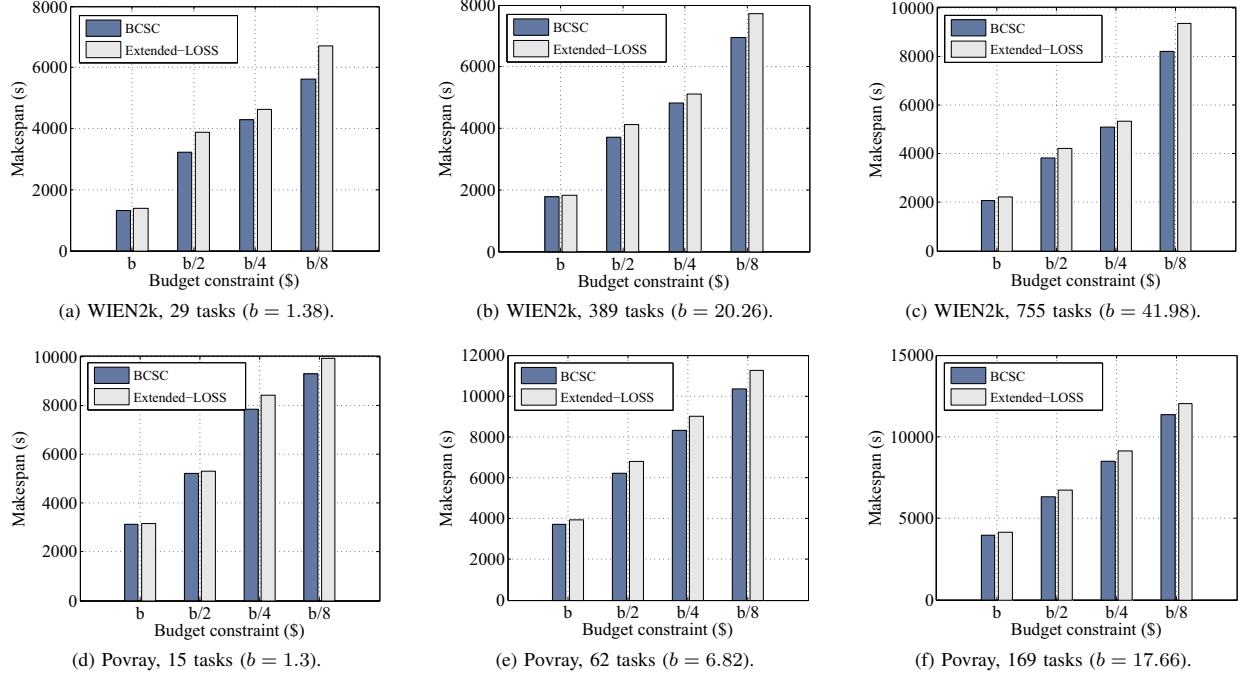 8000
6000
4000
2000
0
Makespan (s)
BCSC
Extended−LOSS
b
b/2
b/4
b/8
Budget constraint ($)
(a) WIEN2k, 29 tasks (b = 1.38).
8000
6000
4000
2000
0
Makespan (s)
BCSC
Extended−LOSS
b
b/2
b/4
b/8
Budget constraint ($)
(b) WIEN2k, 389 tasks (b = 20.26).
10000
8000
6000
4000
2000
0
Makespan (s)
BCSC
Extended−LOSS
b
b/2
b/4
b/8
Budget constraint ($)
(c) WIEN2k, 755 tasks (b = 41.98).
10000
8000
6000
4000
2000
0
Makespan (s)
BCSC
Extended−LOSS
b
b/2
b/4
b/8
Budget constraint ($)
(d) Povray, 15 tasks (b = 1.3).
12000
10000
8000
6000
4000
2000
0
Makespan (s)
BCSC
Extended−LOSS
b
b/2
b/4
b/8
Budget constraint ($)
(e) Povray, 62 tasks (b = 6.82).
15000
10000
5000
0
Makespan (s)
BCSC
Extended−LOSS
b
b/2
b/4
b/8
Budget constraint ($)
(f) Povray, 169 tasks (b = 17.66).